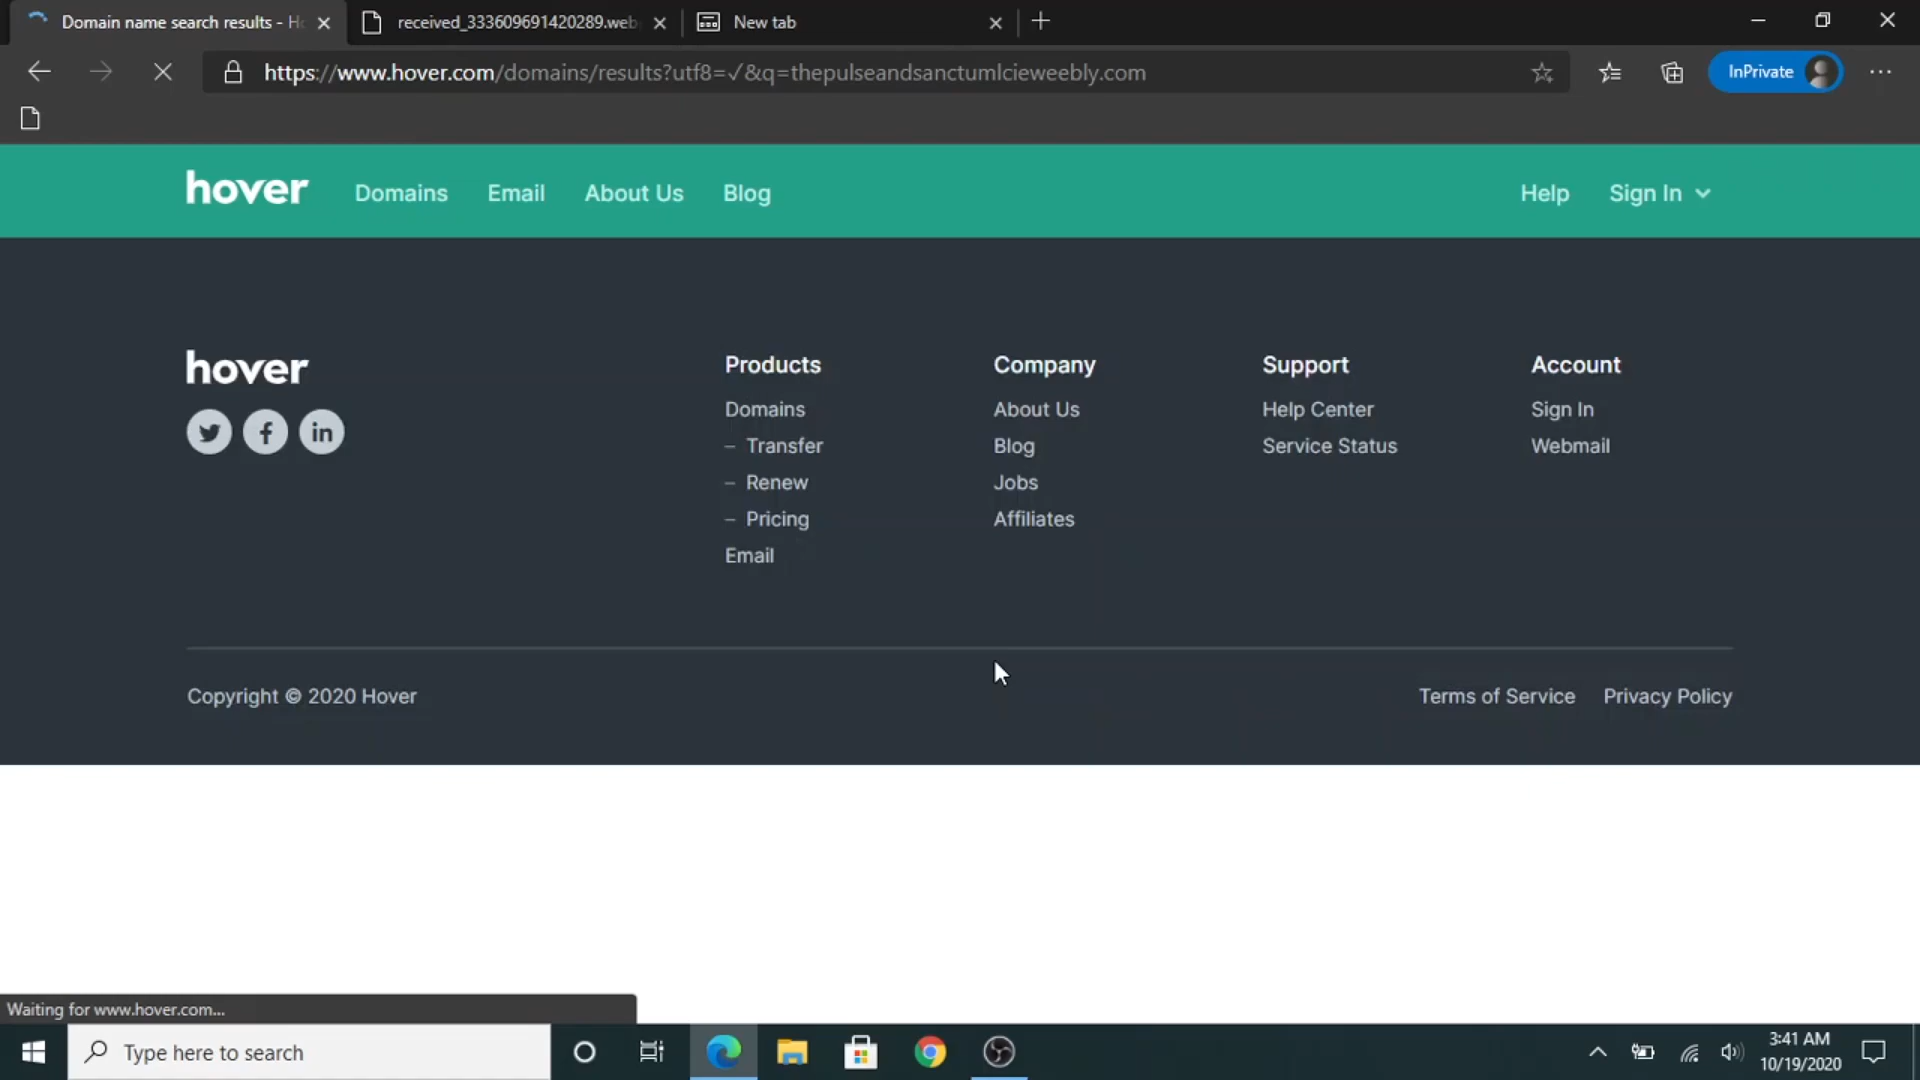 Domain name search results - Ho
received_333609691420289.web
New tab
https://www.hover.com/domains/results?utf8=✓&q=thepulseandsanctumlcieweebly.com
InPrivate
hover
Domains
Email
About Us
Blog
Help
Sign In
hover
Products
Domains
– Transfer
– Renew
– Pricing
Email
Company
About Us
Blog
Jobs
Affiliates
Support
Help Center
Service Status
Account
Sign In
Webmail
Copyright © 2020 Hover
Terms of Service
Privacy Policy
Waiting for www.hover.com...
Type here to search
3:41 AM
10/19/2020